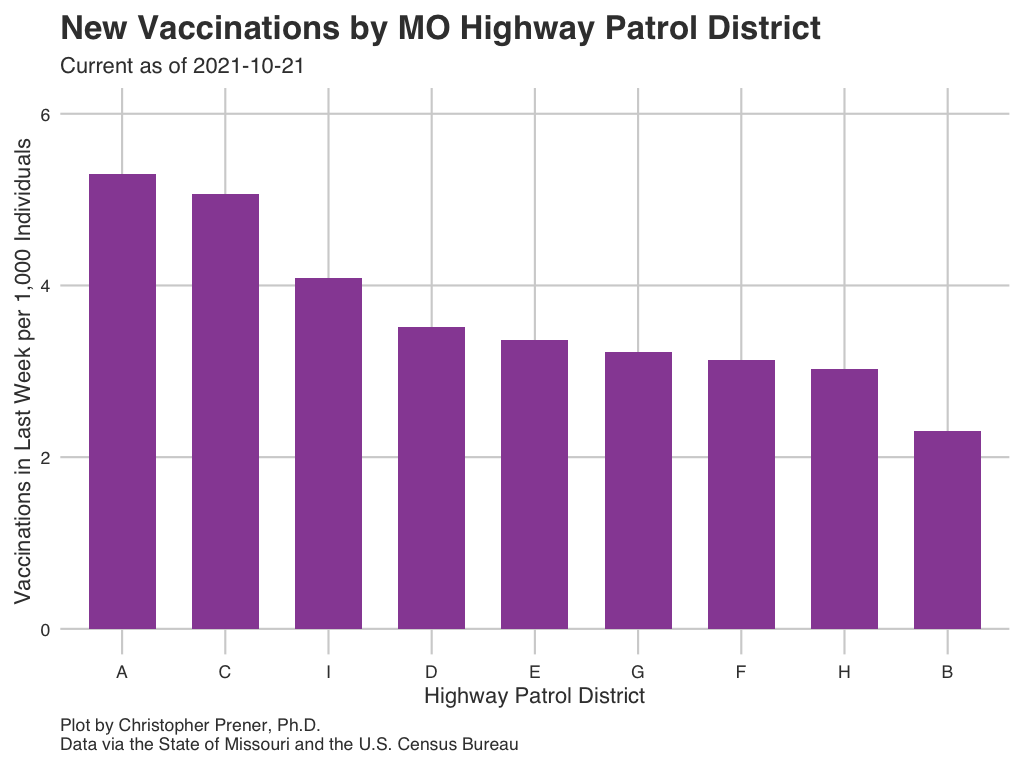 New Vaccinations by MO Highway Patrol District
Current as of 2021-10-21
Vaccinations in Last Week per 1,000 Individuals
6
4
2
0
A C I D E G F H B
Highway Patrol District
Plot by Christopher Prener, Ph.D.
Data via the State of Missouri and the U.S. Census Bureau